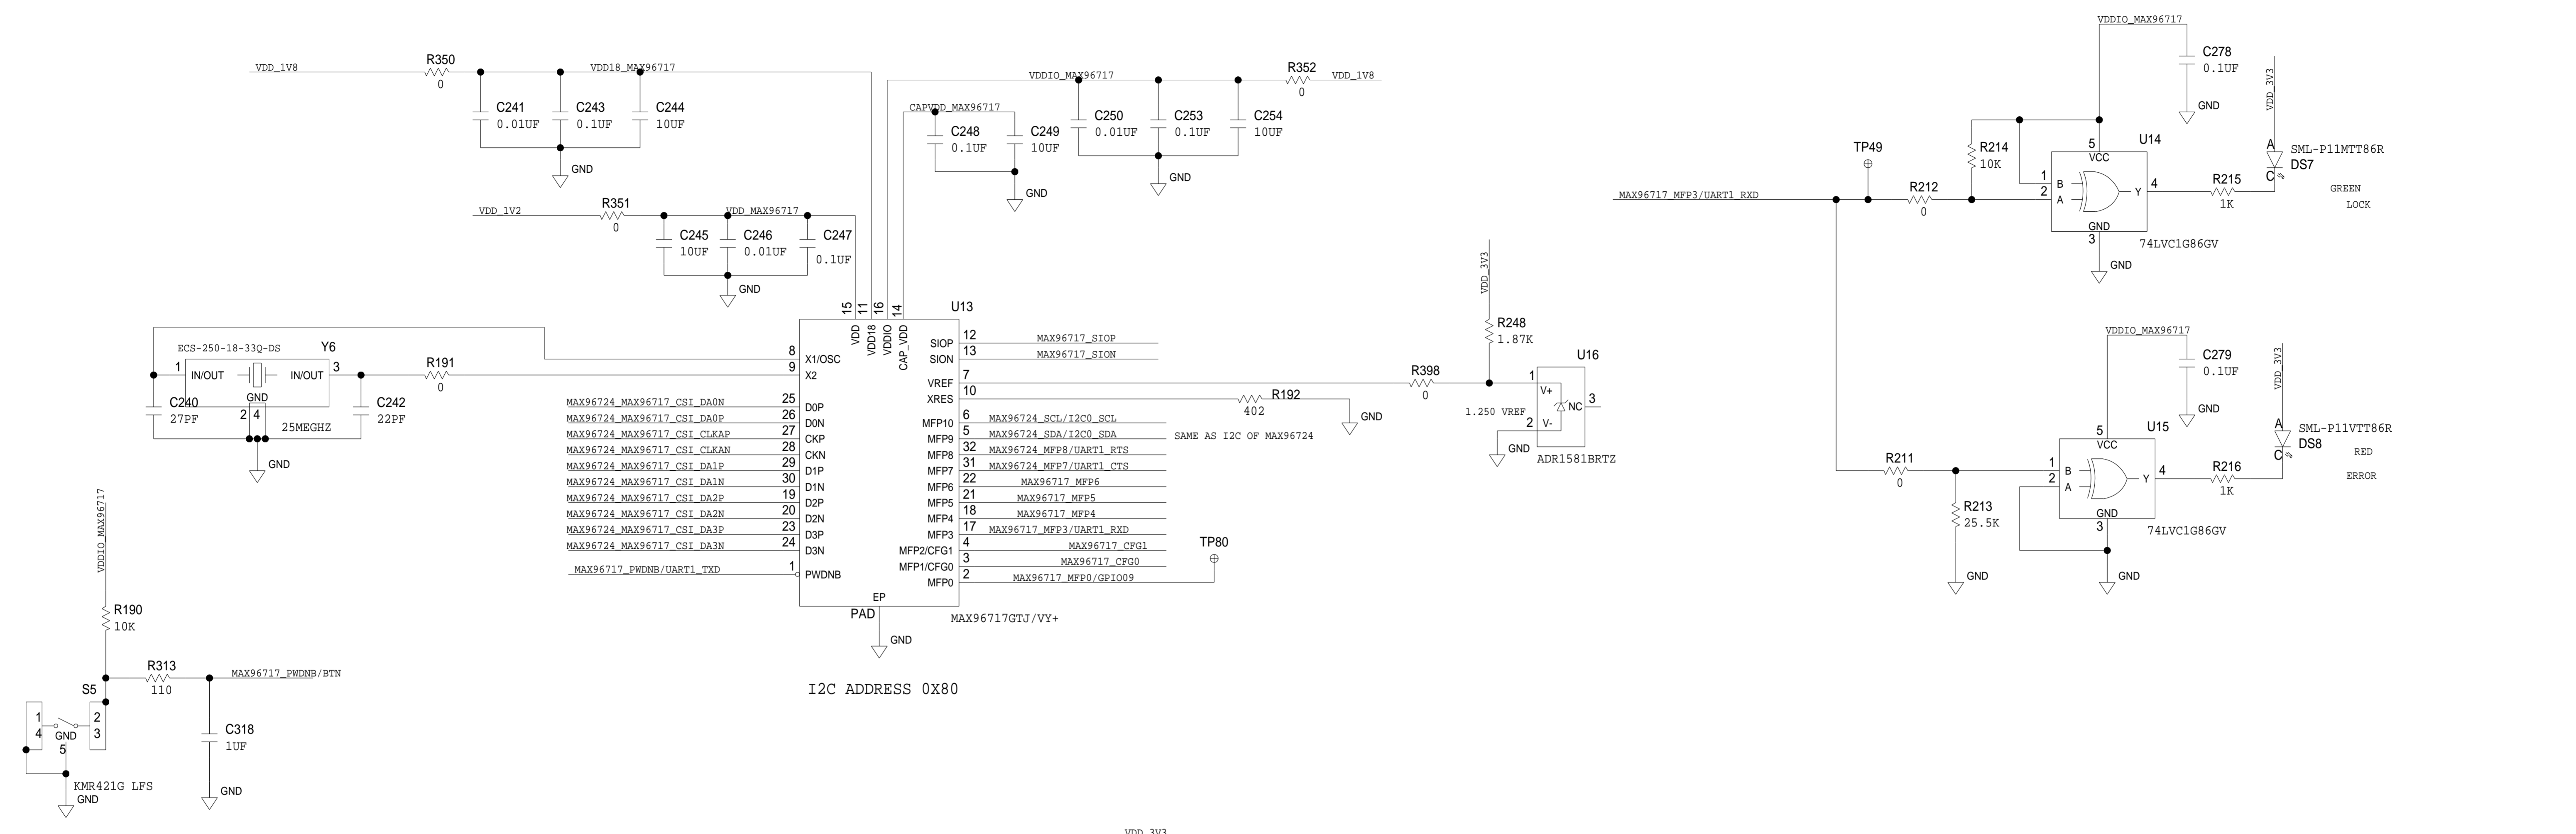 VDD_1V8
R350
0
VDD18_MAX96717
C241
0.01UF
C243
0.1UF
C244
10UF
GND
VDDIO_MAX96717
R352
0
VDD_1V8
CAPVDD_MAX96717
C248
0.1UF
C249
10UF
GND
C250
0.01UF
C253
0.1UF
C254
10UF
GND
VDD_1V2
R351
0
VDD_MAX96717
C245
10UF
C246
0.01UF
C247
0.1UF
GND
ECS-250-18-33Q-DS
Y6
1
IN/OUT
IN/OUT
3
GND
2
4
25MEGHZ
C240
27PF
C242
22PF
GND
R191
0
U13
15
11
16
14
VDD
VDD18
VDDIO
CAP_VDD
8
X1/OSC
9
X2
MAX96724_MAX96717_CSI_DA0N
25
D0P
MAX96724_MAX96717_CSI_DA0P
26
D0N
MAX96724_MAX96717_CSI_CLKAP
27
CKP
MAX96724_MAX96717_CSI_CLKAN
28
CKN
MAX96724_MAX96717_CSI_DA1P
29
D1P
MAX96724_MAX96717_CSI_DA1N
30
D1N
MAX96724_MAX96717_CSI_DA2P
19
D2P
MAX96724_MAX96717_CSI_DA2N
20
D2N
MAX96724_MAX96717_CSI_DA3P
23
D3P
MAX96724_MAX96717_CSI_DA3N
24
D3N
MAX96717_PWDNB/UART1_TXD
1
PWDNB
SIOP
12
MAX96717_SIOP
SION
13
MAX96717_SION
VREF
7
XRES
10
R192
402
GND
MFP10
6
MAX96724_SCL/I2C0_SCL
MFP9
5
MAX96724_SDA/I2C0_SDA
SAME AS I2C OF MAX96724
MFP8
32
MAX96724_MFP8/UART1_RTS
MFP7
31
MAX96724_MFP7/UART1_CTS
MFP6
22
MAX96717_MFP6
MFP5
21
MAX96717_MFP5
MFP4
18
MAX96717_MFP4
MFP3
17
MAX96717_MFP3/UART1_RXD
MFP2/CFG1
4
MAX96717_CFG1
MFP1/CFG0
3
MAX96717_CFG0
MFP0
2
MAX96717_MFP0/GPIO09
TP80
EP
PAD
MAX96717GTJ/VY+
GND
I2C ADDRESS 0X80
VDD_3V3
R248
1.87K
R398
0
1.250 VREF
U16
1
V+
NC
3
2
V-
GND
ADR1581BRTZ
VDDIO_MAX96717
R190
10K
R313
110
MAX96717_PWDNB/BTN
S5
1
4
GND
5
2
3
C318
1UF
KMR421G LFS
GND
GND
VDDIO_MAX96717
C278
0.1UF
GND
VDD_3V3
TP49
MAX96717_MFP3/UART1_RXD
R212
0
R214
10K
U14
5
VCC
1
B
2
A
Y
4
GND
3
74LVC1G86GV
GND
R215
1K
A
C
SML-P11MTT86R
DS7
GREEN
LOCK
VDDIO_MAX96717
C279
0.1UF
GND
VDD_3V3
R211
0
R213
25.5K
GND
U15
5
VCC
1
B
2
A
Y
4
GND
3
74LVC1G86GV
GND
R216
1K
A
C
SML-P11VTT86R
DS8
RED
ERROR
VDD_3V3